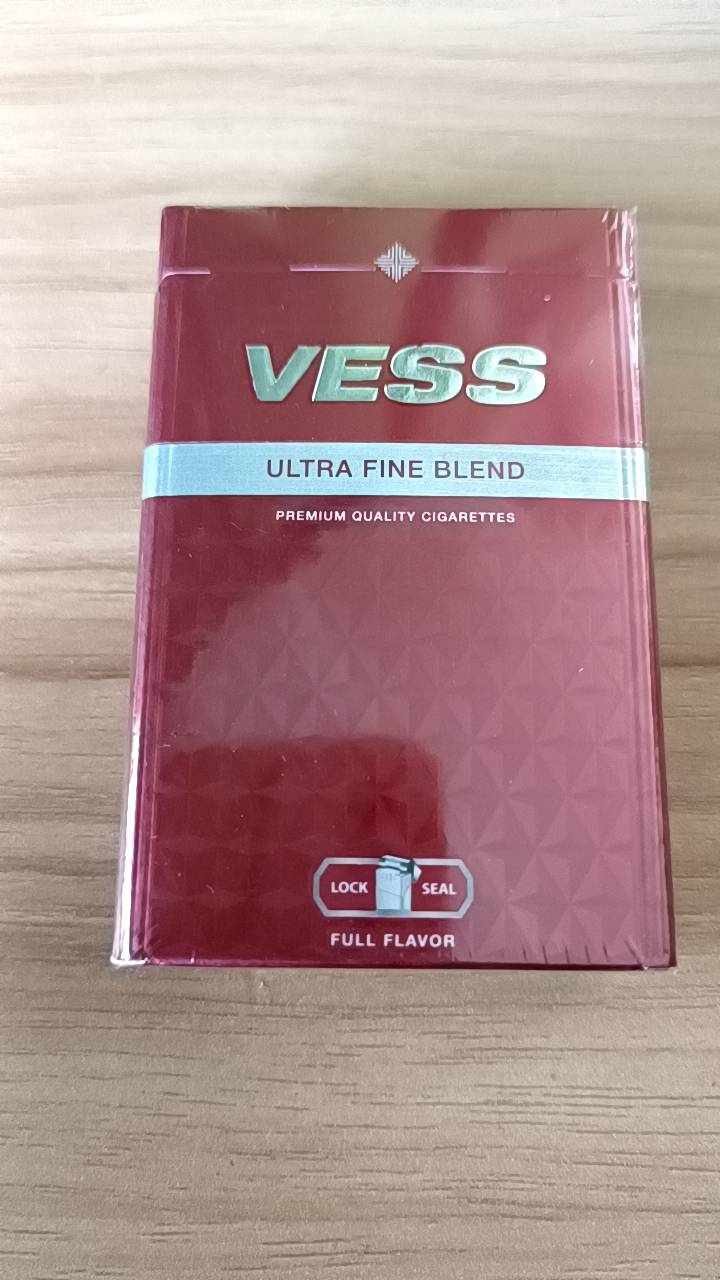 VESS
ULTRA FINE BLEND
PREMIUM QUALITY CIGARETTES
LOCK SEAL
FULL FLAVOR